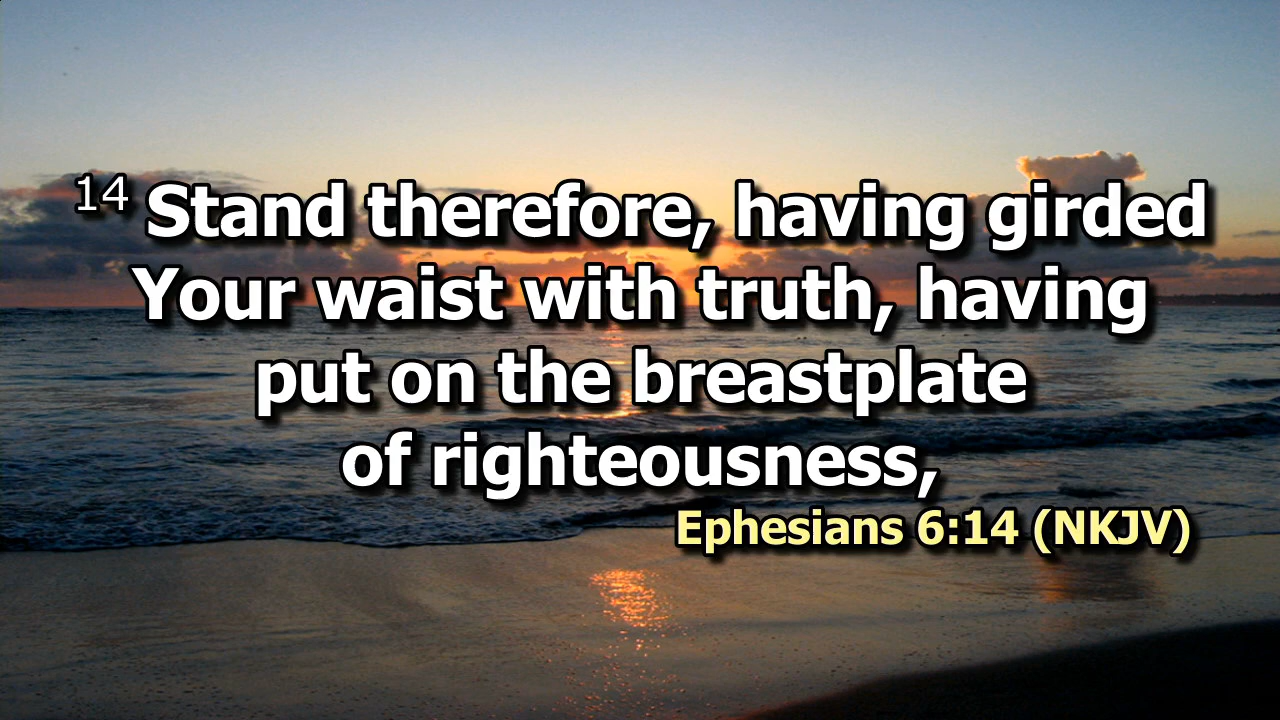 14 Stand therefore, having girded
Your waist with truth, having
put on the breastplate
of righteousness,
Ephesians 6:14 (NKJV)